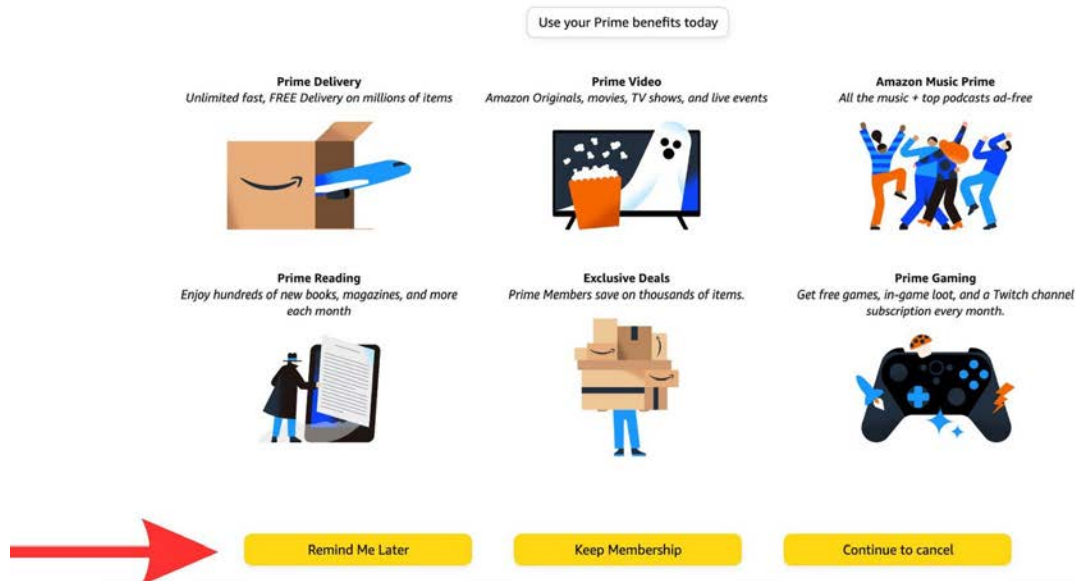 Use your Prime benefits today
Prime Delivery
Unlimited fast, FREE Delivery on millions of items
Prime Video
Amazon Originals, movies, TV shows, and live events
Amazon Music Prime
All the music + top podcasts ad-free
Prime Reading
Enjoy hundreds of new books, magazines, and more
each month
Exclusive Deals
Prime Members save on thousands of items.
Prime Gaming
Get free games, in-game loot, and a Twitch channel
subscription every month.
Remind Me Later
Keep Membership
Continue to cancel